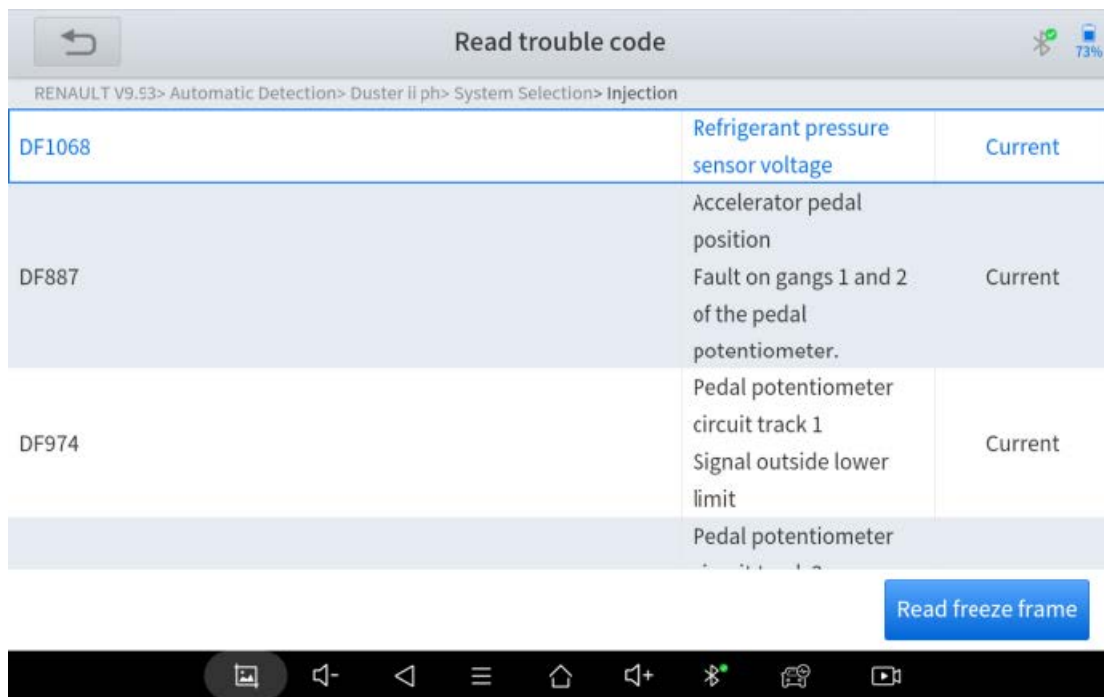 Read trouble code
73%
RENAULT V9.53> Automatic Detection> Duster ii ph> System Selection> Injection
DF1068
Refrigerant pressure
sensor voltage
Current
DF887
Accelerator pedal
position
Fault on gangs 1 and 2
of the pedal
potentiometer.
Current
DF974
Pedal potentiometer
circuit track 1
Signal outside lower
limit
Current
Pedal potentiometer
Read freeze frame